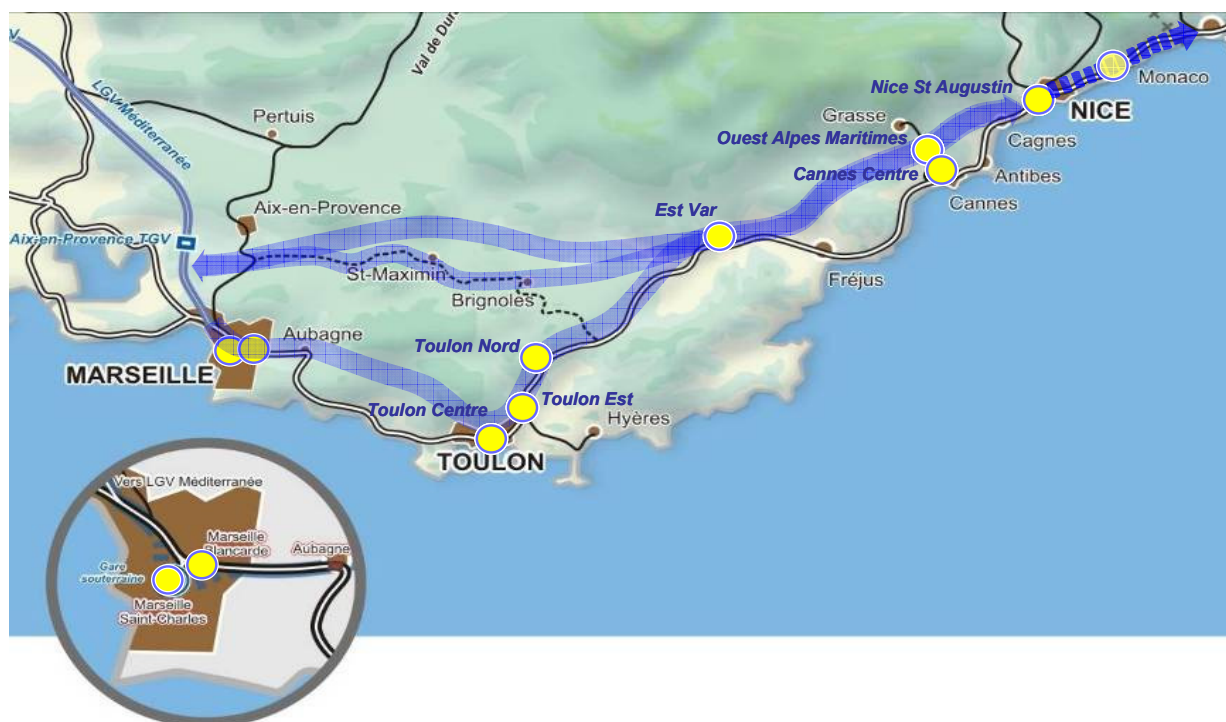 Val de Dura
LGV Méditerranée
Pertuis
Aix-en-Provence
Aix-en-Provence TGV
St-Maximin
Brignoles
Aubagne
MARSEILLE
Toulon Nord
Toulon Est
Toulon Centre
TOULON
Hyères
Est Var
Fréjus
Grasse
Nice St Augustin
Ouest Alpes Maritimes
Cannes Centre
Cannes
Antibes
Cagnes
NICE
Monaco
Vers LGV Méditerranée
Marseille
Blancarde
Aubagne
Gare
souterraine
Marseille
Saint-Charles